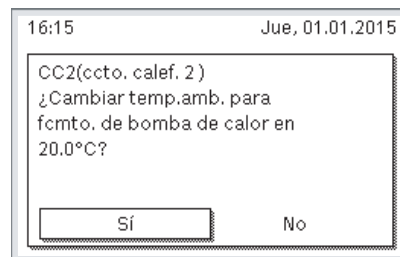 16:15 Jue, 01.01.2015
CC2(ccto. calef. 2 )
¿Cambiar temp.amb. para
fcmto. de bomba de calor en
20.0°C?
Sí No